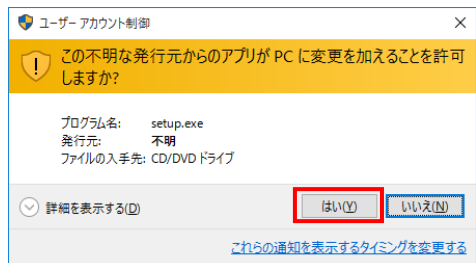 ユーザー アカウント制御
この不明な発行元からのアプリが PC に変更を加えることを許可
しますか?
プログラム名: setup.exe
発行元: 不明
ファイルの入手先: CD/DVD ドライブ
詳細を表示する(D) はい(Y) いいえ(N)
これらの通知を表示するタイミングを変更する